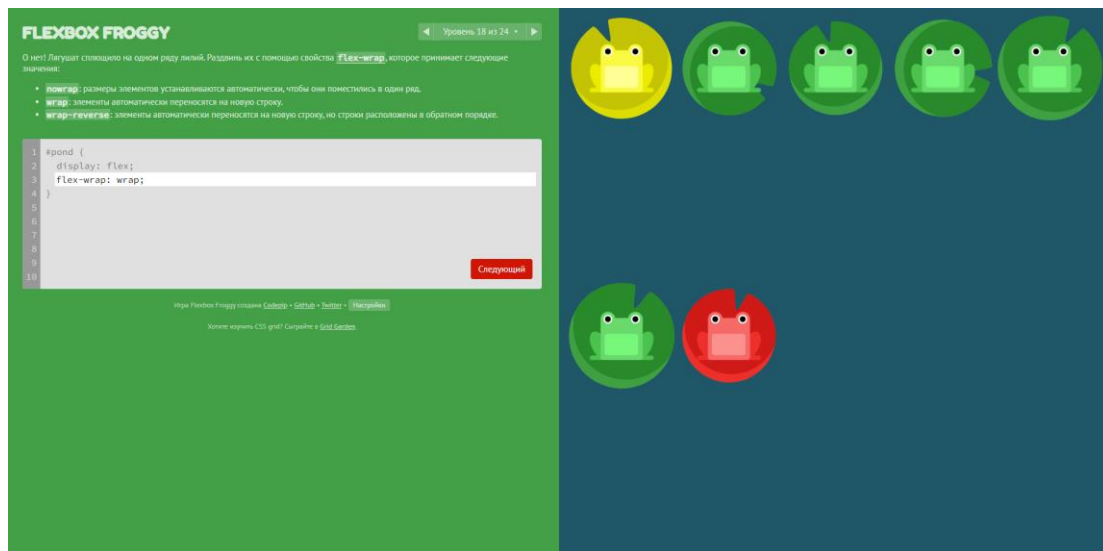 FLEXBOX FROGGY
Уровень 18 из 24
О нет! Лягушат сплющило на одном ряду лилий. Раздвинь их с помощью свойства flex-wrap, которое принимает следующие
значения:
• nowrap: размеры элементов устанавливаются автоматически, чтобы они поместились в один ряд.
• wrap: элементы автоматически переносятся на новую строку.
• wrap-reverse: элементы автоматически переносятся на новую строку, но строки расположены в обратном порядке.
1 #pond {
2 display: flex;
3 flex-wrap: wrap;
4 }
5
6
7
8
9
10
Следующий
Игра Flexbox Froggy создана Codepip • GitHub • Twitter • Настройки
Хотите изучить CSS grid? Сыграйте в Grid Garden.